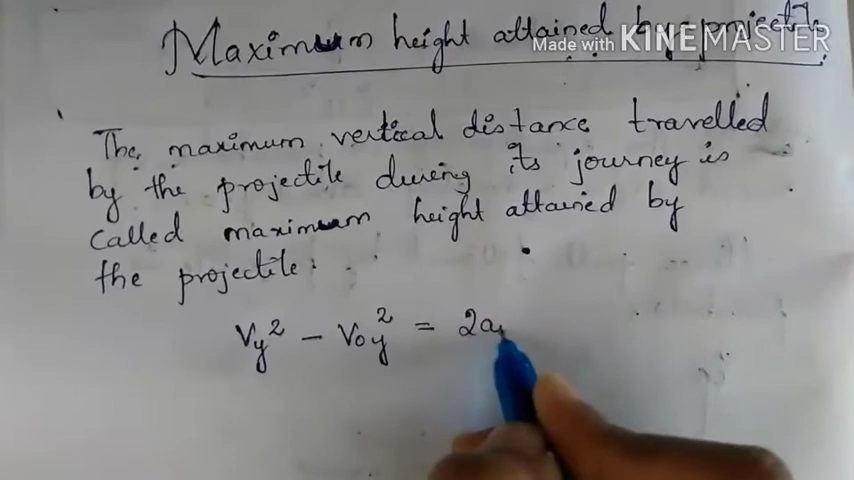 Maximum height attained by projectile
Made with KINEMASTER
The maximum vertical distance travelled
by the projectile during its journey is
called maximum height attained by
the projectile.
Vy² - Voy² = 2a